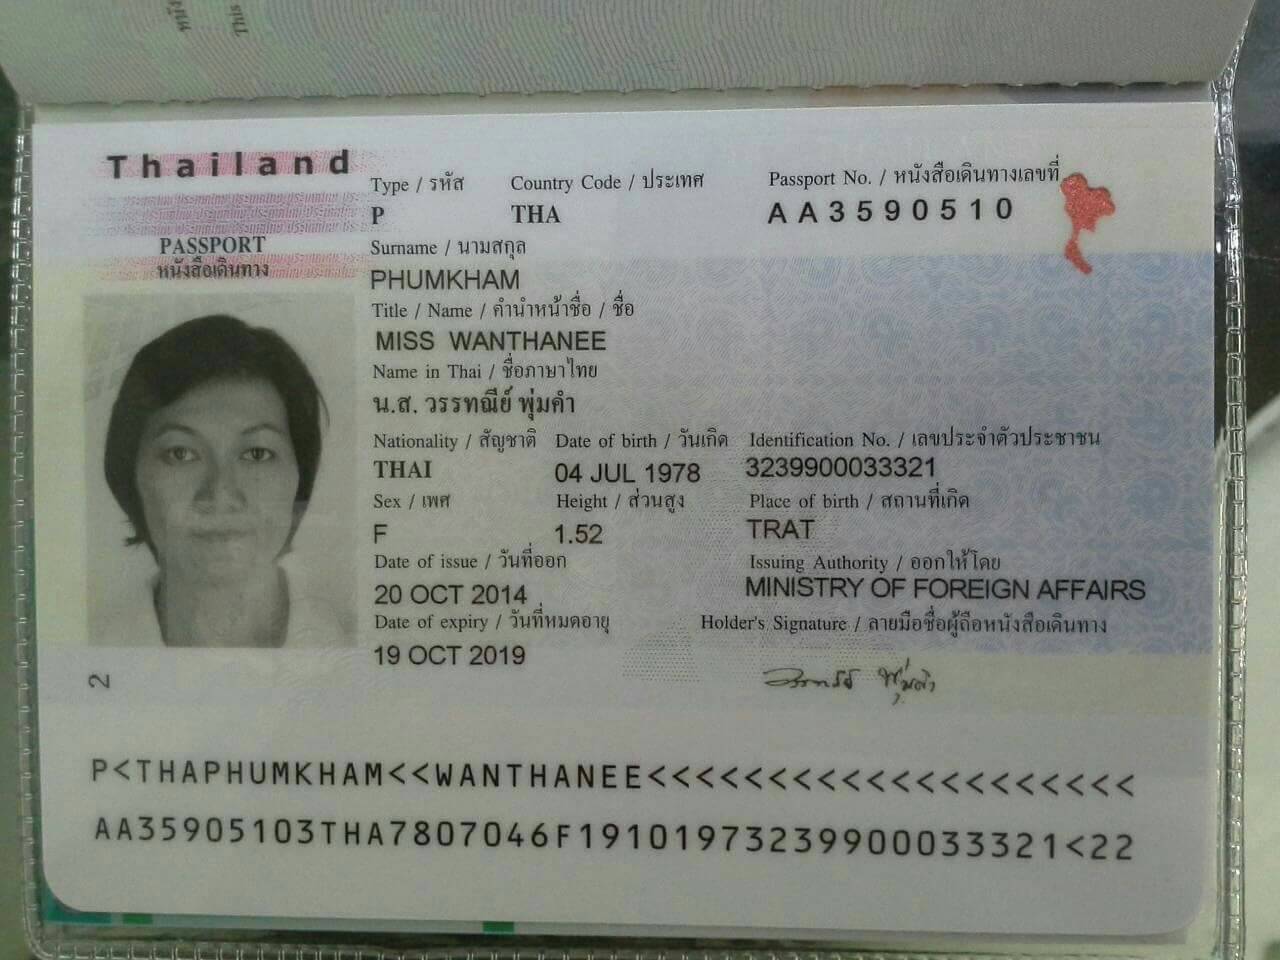 หนัง
This
Thailand
PASSPORT
หนังสือเดินทาง
Type / รหัส Country Code / ประเทศ Passport No. / หนังสือเดินทางเลขที่
P THA AA3590510
Surname / นามสกุล
PHUMKHAM
Title / Name / คำนำหน้าชื่อ / ชื่อ
MISS WANTHANEE
Name in Thai / ชื่อภาษาไทย
น.ส. วรรทณีย์ พุ่มคำ
Nationality / สัญชาติ Date of birth / วันเกิด Identification No. / เลขประจำตัวประชาชน
THAI 04 JUL 1978 3239900033321
Sex / เพศ Height / ส่วนสูง Place of birth / สถานที่เกิด
F 1.52 TRAT
Date of issue / วันที่ออก Issuing Authority / ออกให้โดย
20 OCT 2014 MINISTRY OF FOREIGN AFFAIRS
Date of expiry / วันที่หมดอายุ Holder's Signature / ลายมือชื่อผู้ถือหนังสือเดินทาง
19 OCT 2019
2
P<THAPHUMKHAM<<WANTHANEE<<<<<<<<<<<<<<<<<<<<
AA35905103THA7807046F19101973239900033321<22